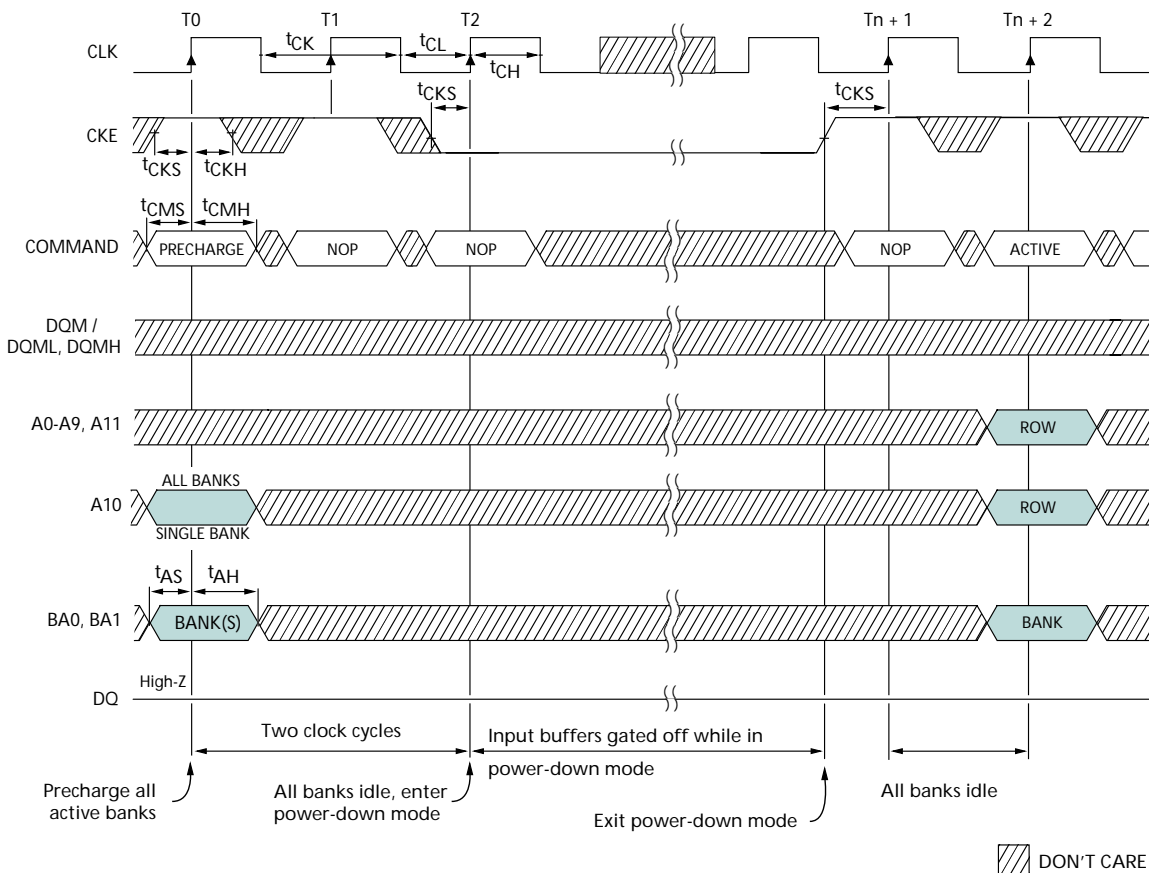 T0 T1 T2 Tn + 1 Tn + 2
CLK
tCK tCL tCH
CKE
tCKS tCKS
tCKS tCKH
tCMS tCMH
COMMAND PRECHARGE NOP NOP NOP ACTIVE
DQM /
DQML, DQMH
A0-A9, A11 ROW
ALL BANKS
A10 ROW
SINGLE BANK
tAS tAH
BA0, BA1 BANK(S) BANK
High-Z
DQ
Two clock cycles
Input buffers gated off while in
power-down mode
Precharge all
active banks
All banks idle, enter
power-down mode
Exit power-down mode
All banks idle
DON'T CARE